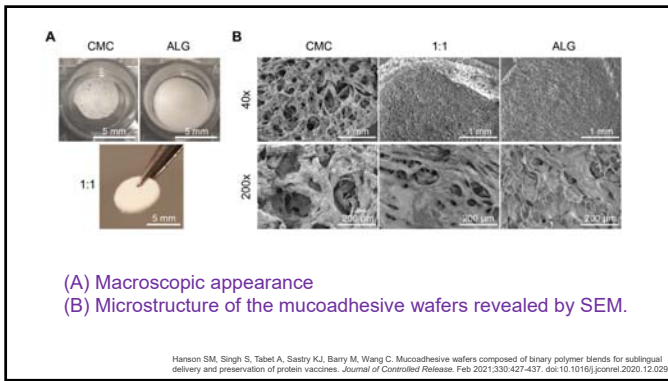 A
B
CMC
ALG
CMC
1:1
ALG
40x
5 mm
5 mm
1 mm
1 mm
1 mm
1:1
5 mm
200x
200 µm
200 µm
200 µm
(A) Macroscopic appearance
(B) Microstructure of the mucoadhesive wafers revealed by SEM.
Hanson SM, Singh S, Tabet A, Sastry KJ, Barry M, Wang C. Mucoadhesive wafers composed of binary polymer blends for sublingual
delivery and preservation of protein vaccines. Journal of Controlled Release. Feb 2021;330:427-437. doi:10.1016/j.jconrel.2020.12.029